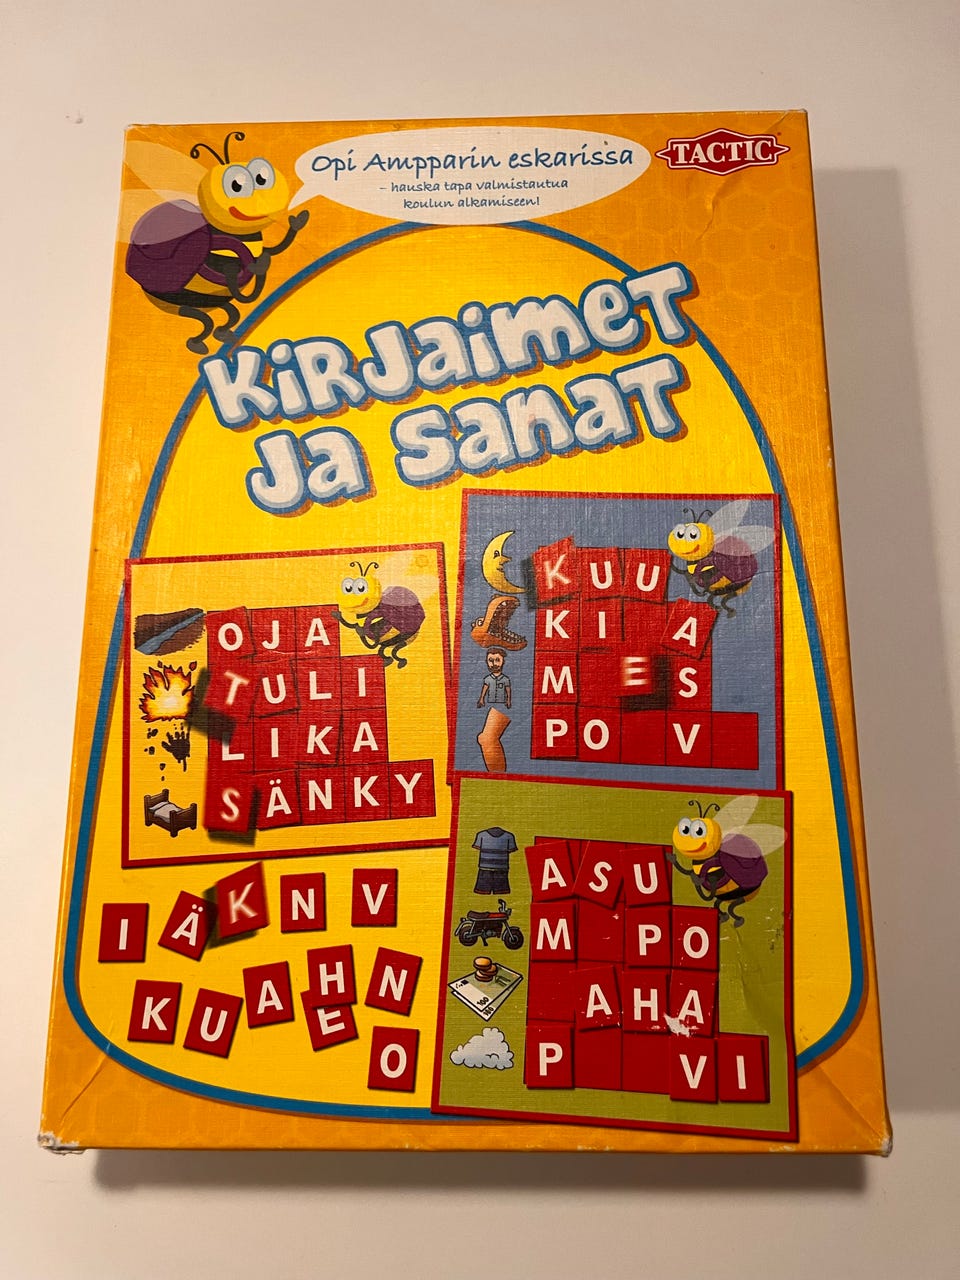 Opi Ampparin eskarissa
– hauska tapa valmistautua
koulun alkamiseen!
TACTIC
KiRJaimeT
Ja sanaT
OJA
TULI
LIKA
SÄNKY
KUU
KI A
M ES
PO V
ASU
M PO
AHA
P VI
I Ä K N V
K U A H E N
O